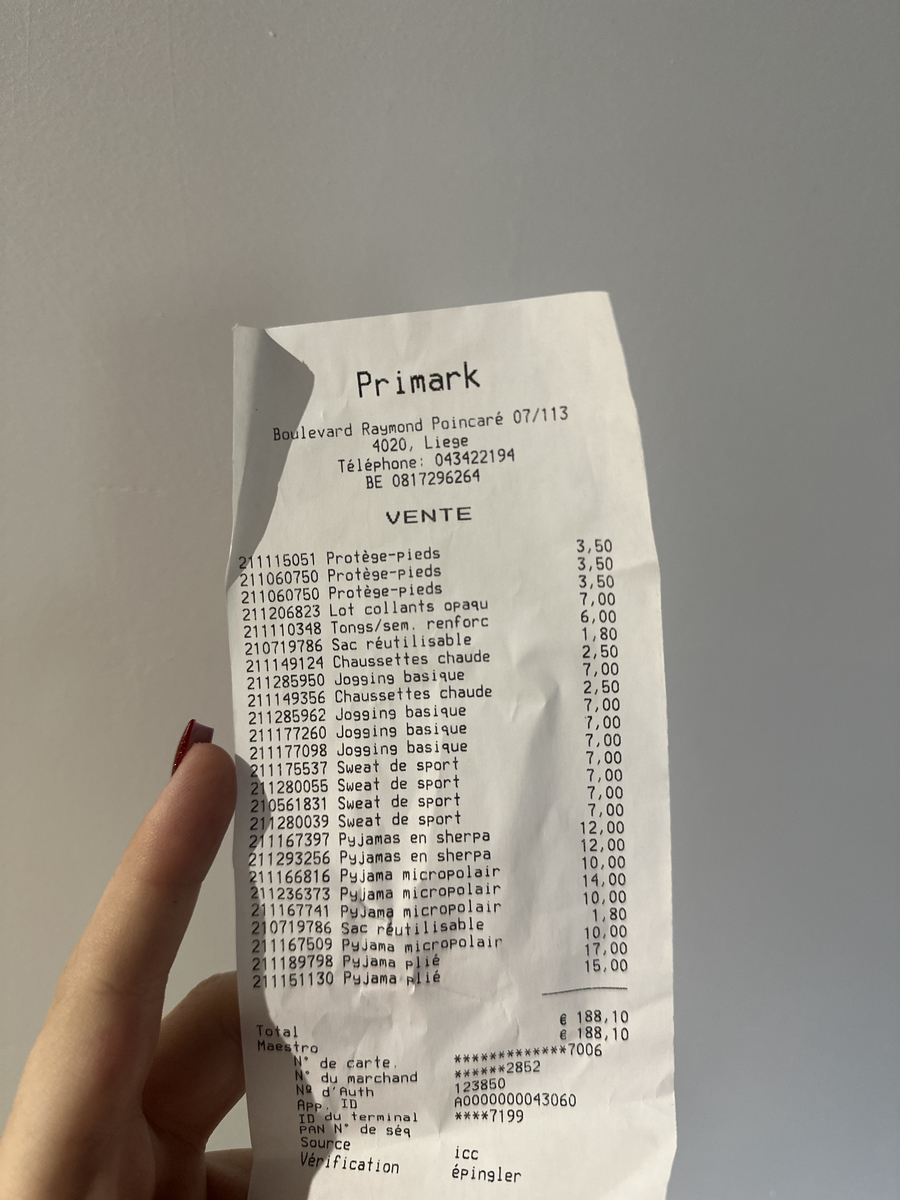 Primark
Boulevard Raymond Poincaré 07/113
4020, Liege
Téléphone: 043422194
BE 0817296264
VENTE
211115051 Protège-pieds 3,50
211060750 Protège-pieds 3,50
211060750 Protège-pieds 3,50
211206823 Lot collants opaqu 7,00
211110348 Tongs/sem. renforc 6,00
210719786 Sac réutilisable 1,80
211149124 Chaussettes chaude 2,50
211285950 Jogging basique 7,00
211149356 Chaussettes chaude 2,50
211285962 Jogging basique 7,00
211177260 Jogging basique 7,00
211177098 Jogging basique 7,00
211175537 Sweat de sport 7,00
211280055 Sweat de sport 7,00
210561831 Sweat de sport 7,00
211280039 Sweat de sport 7,00
211167397 Pyjamas en sherpa 12,00
211293256 Pyjamas en sherpa 12,00
211166816 Pyjama micropolair 10,00
211236373 Pyjama micropolair 14,00
211167741 Pyjama micropolair 10,00
210719786 Sac réutilisable 1,80
211167509 Pyjama micropolair 10,00
211189798 Pyjama plié 17,00
211151130 Pyjama plié 15,00
Total € 188,10
Maestro € 188,10
N° de carte. *************7006
N° du marchand ******2852
Nº d'Auth 123850
App. ID A0000000043060
ID du terminal ****7199
PAN N° de séq
Source icc
Vérification épingler